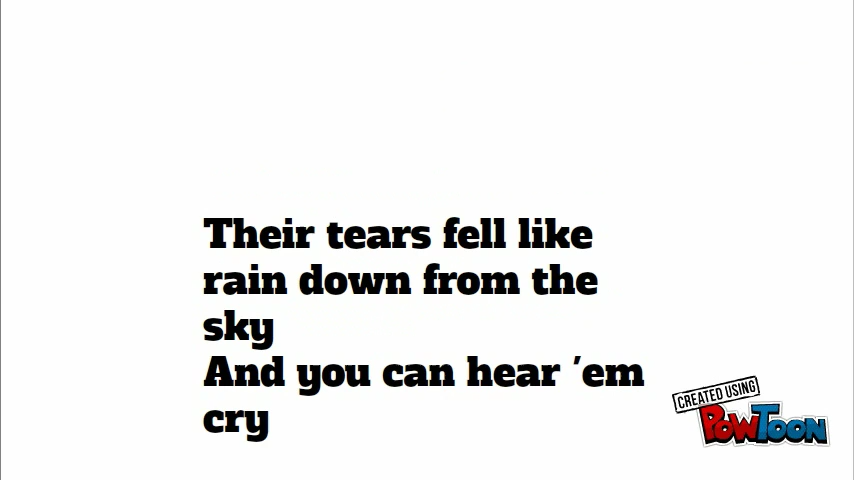 Their tears fell like
rain down from the
sky
And you can hear 'em
cry
CREATED USING
POWTOON